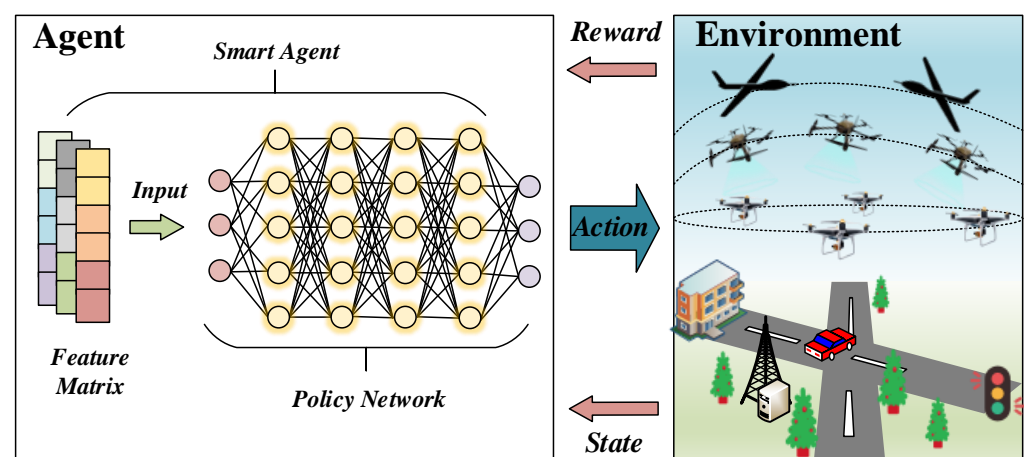 Agent
Smart Agent
Input
Feature
Matrix
Policy Network
Reward
Action
State
Environment